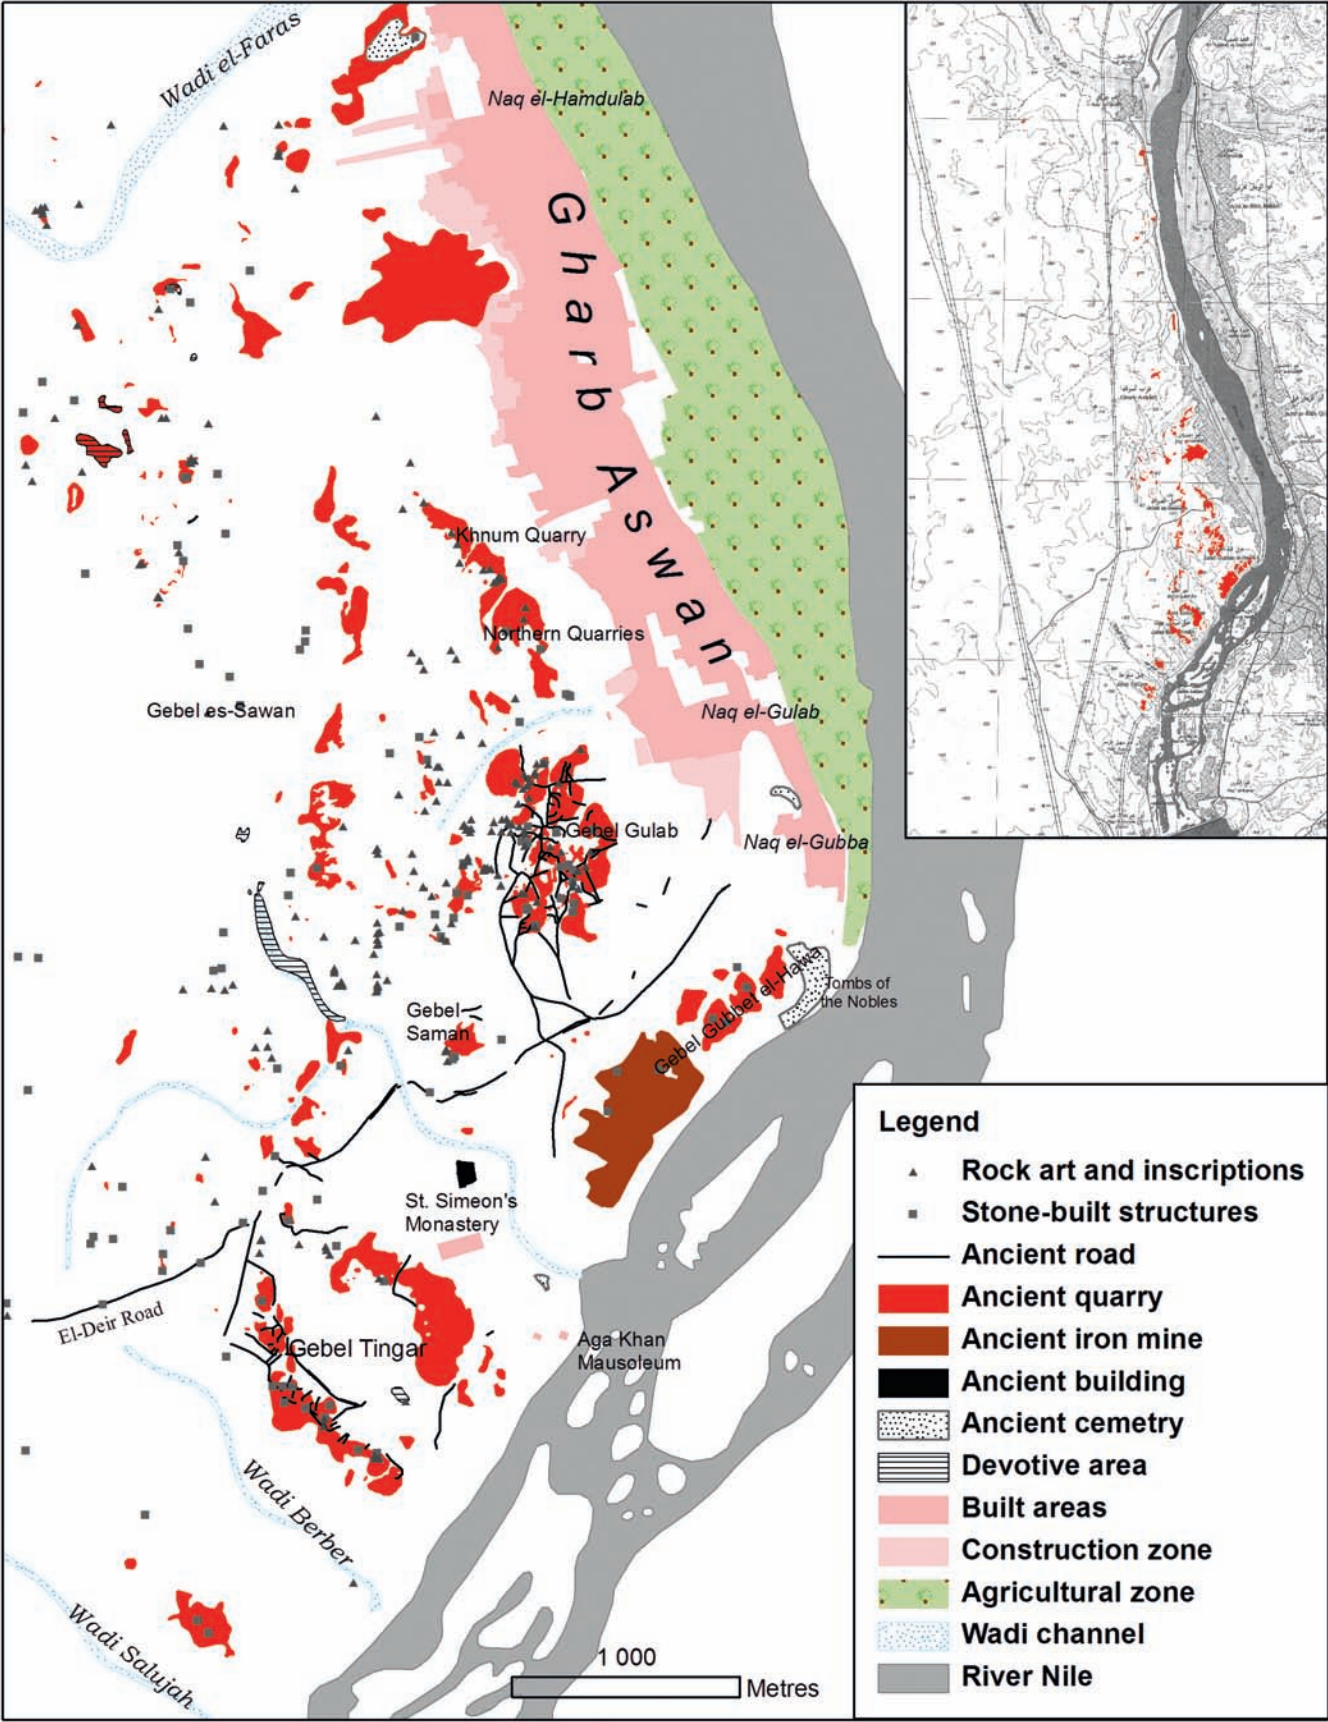 Wadi el-Faras
Naq el-Hamdulab
Gharb Aswan
Khnum Quarry
Northern Quarries
Gebel es-Sawan
Naq el-Gulab
Gebel Gulab
Naq el-Gubba
Gebel Gubbet el-Hawa
Tombs of
the Nobles
Gebel
Saman
St. Simeon's
Monastery
El-Deir Road
Gebel Tingar
Aga Khan
Mausoleum
Wadi Berber
Wadi Salujah
1 000
Metres
Legend
Rock art and inscriptions
Stone-built structures
Ancient road
Ancient quarry
Ancient iron mine
Ancient building
Ancient cemetry
Devotive area
Built areas
Construction zone
Agricultural zone
Wadi channel
River Nile